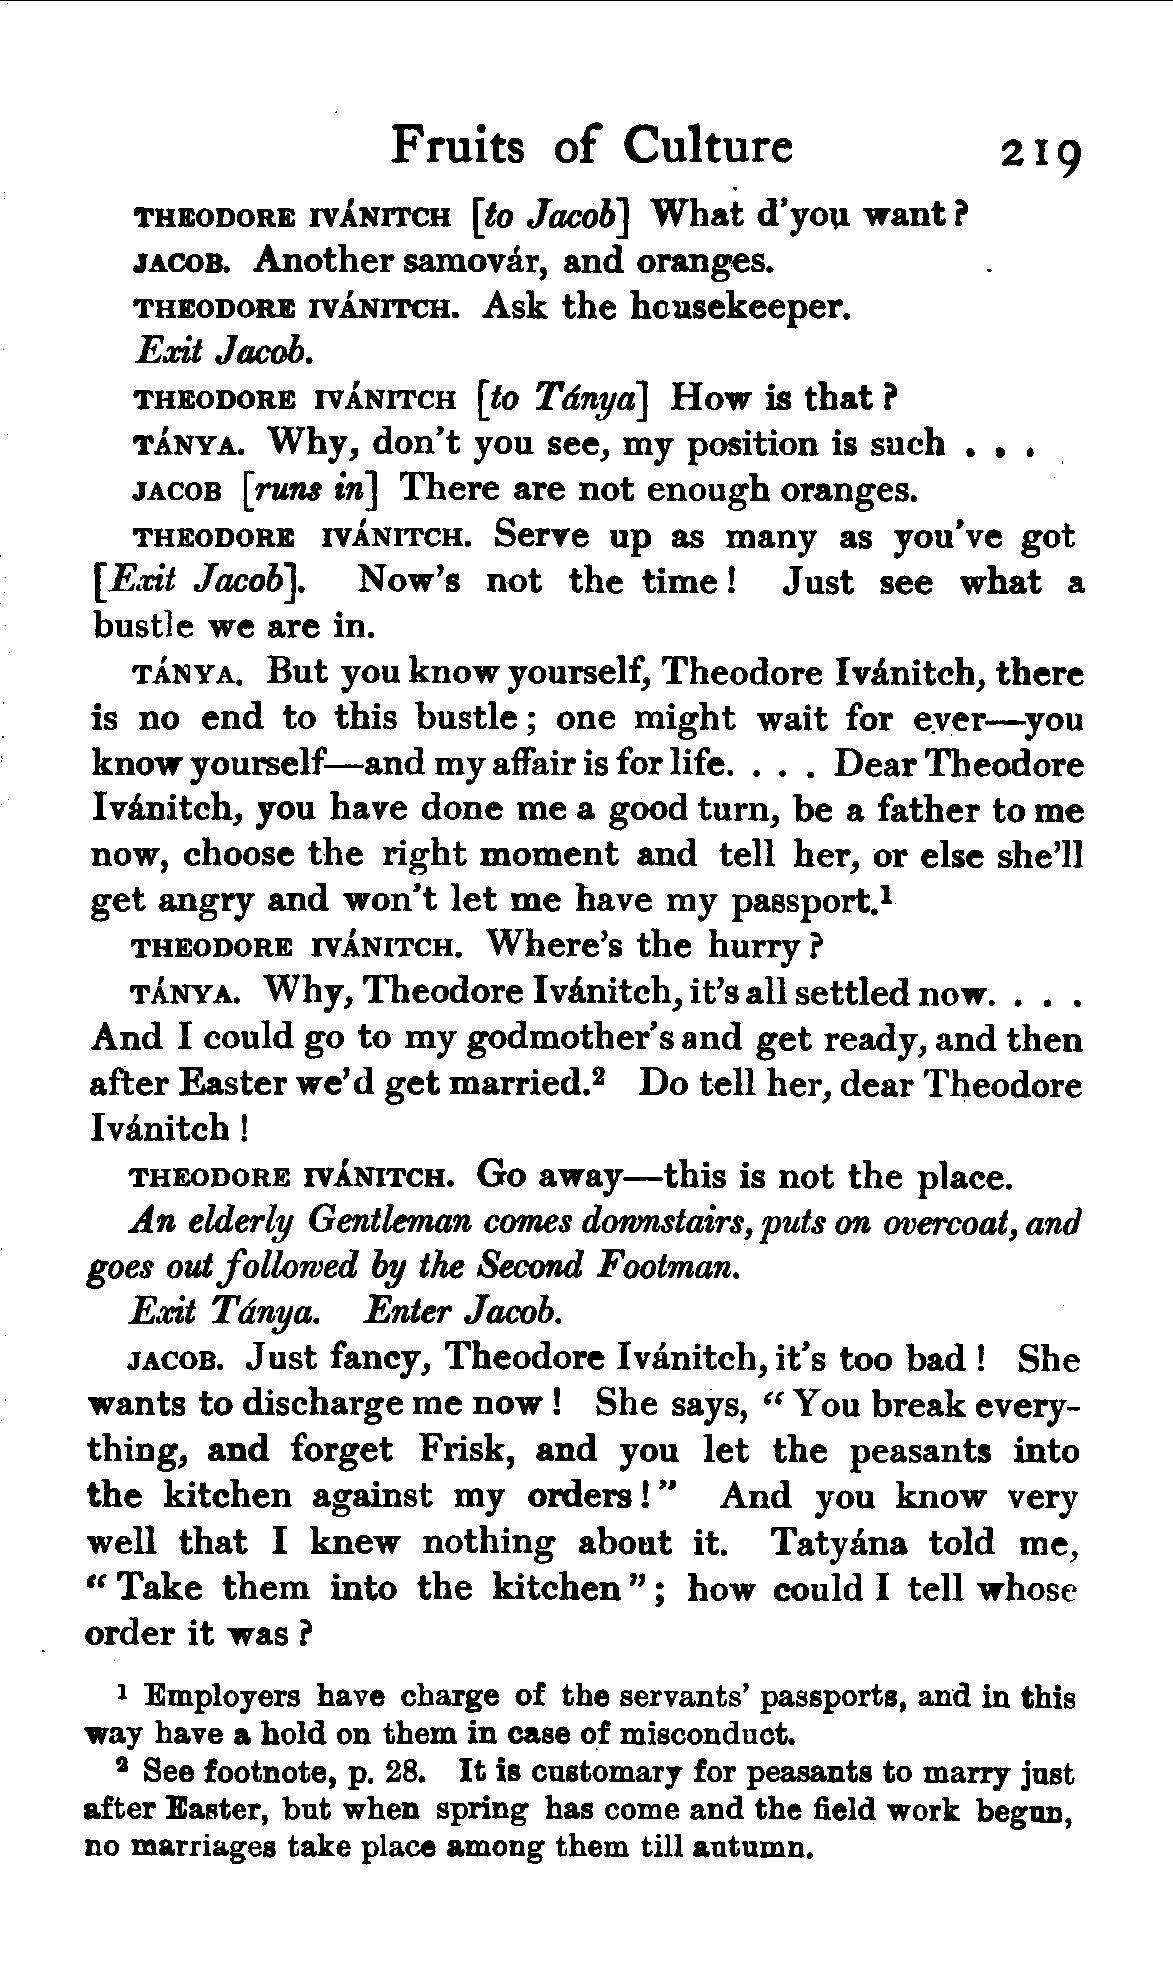 Fruits of Culture 219
THEODORE IVÁNITCH [to Jacob] What d'you want?
JACOB. Another samovár, and oranges.
THEODORE IVÁNITCH. Ask the housekeeper.
Exit Jacob.
THEODORE IVÁNITCH [to Tánya] How is that?
TÁNYA. Why, don't you see, my position is such . . .
JACOB [runs in] There are not enough oranges.
THEODORE IVÁNITCH. Serve up as many as you've got
[Exit Jacob]. Now's not the time! Just see what a
bustle we are in.
TÁNYA. But you know yourself, Theodore Ivánitch, there
is no end to this bustle; one might wait for ever—you
know yourself—and my affair is for life. . . . Dear Theodore
Ivánitch, you have done me a good turn, be a father to me
now, choose the right moment and tell her, or else she'll
get angry and won't let me have my passport.¹
THEODORE IVÁNITCH. Where's the hurry?
TÁNYA. Why, Theodore Ivánitch, it's all settled now. . . .
And I could go to my godmother's and get ready, and then
after Easter we'd get married.² Do tell her, dear Theodore
Ivánitch!
THEODORE IVÁNITCH. Go away—this is not the place.
An elderly Gentleman comes downstairs, puts on overcoat, and
goes out followed by the Second Footman.
Exit Tánya. Enter Jacob.
JACOB. Just fancy, Theodore Ivánitch, it's too bad! She
wants to discharge me now! She says, "You break every-
thing, and forget Frisk, and you let the peasants into
the kitchen against my orders!" And you know very
well that I knew nothing about it. Tatyána told me,
"Take them into the kitchen"; how could I tell whose
order it was?
¹ Employers have charge of the servants' passports, and in this
way have a hold on them in case of misconduct.
² See footnote, p. 28. It is customary for peasants to marry just
after Easter, but when spring has come and the field work begun,
no marriages take place among them till autumn.